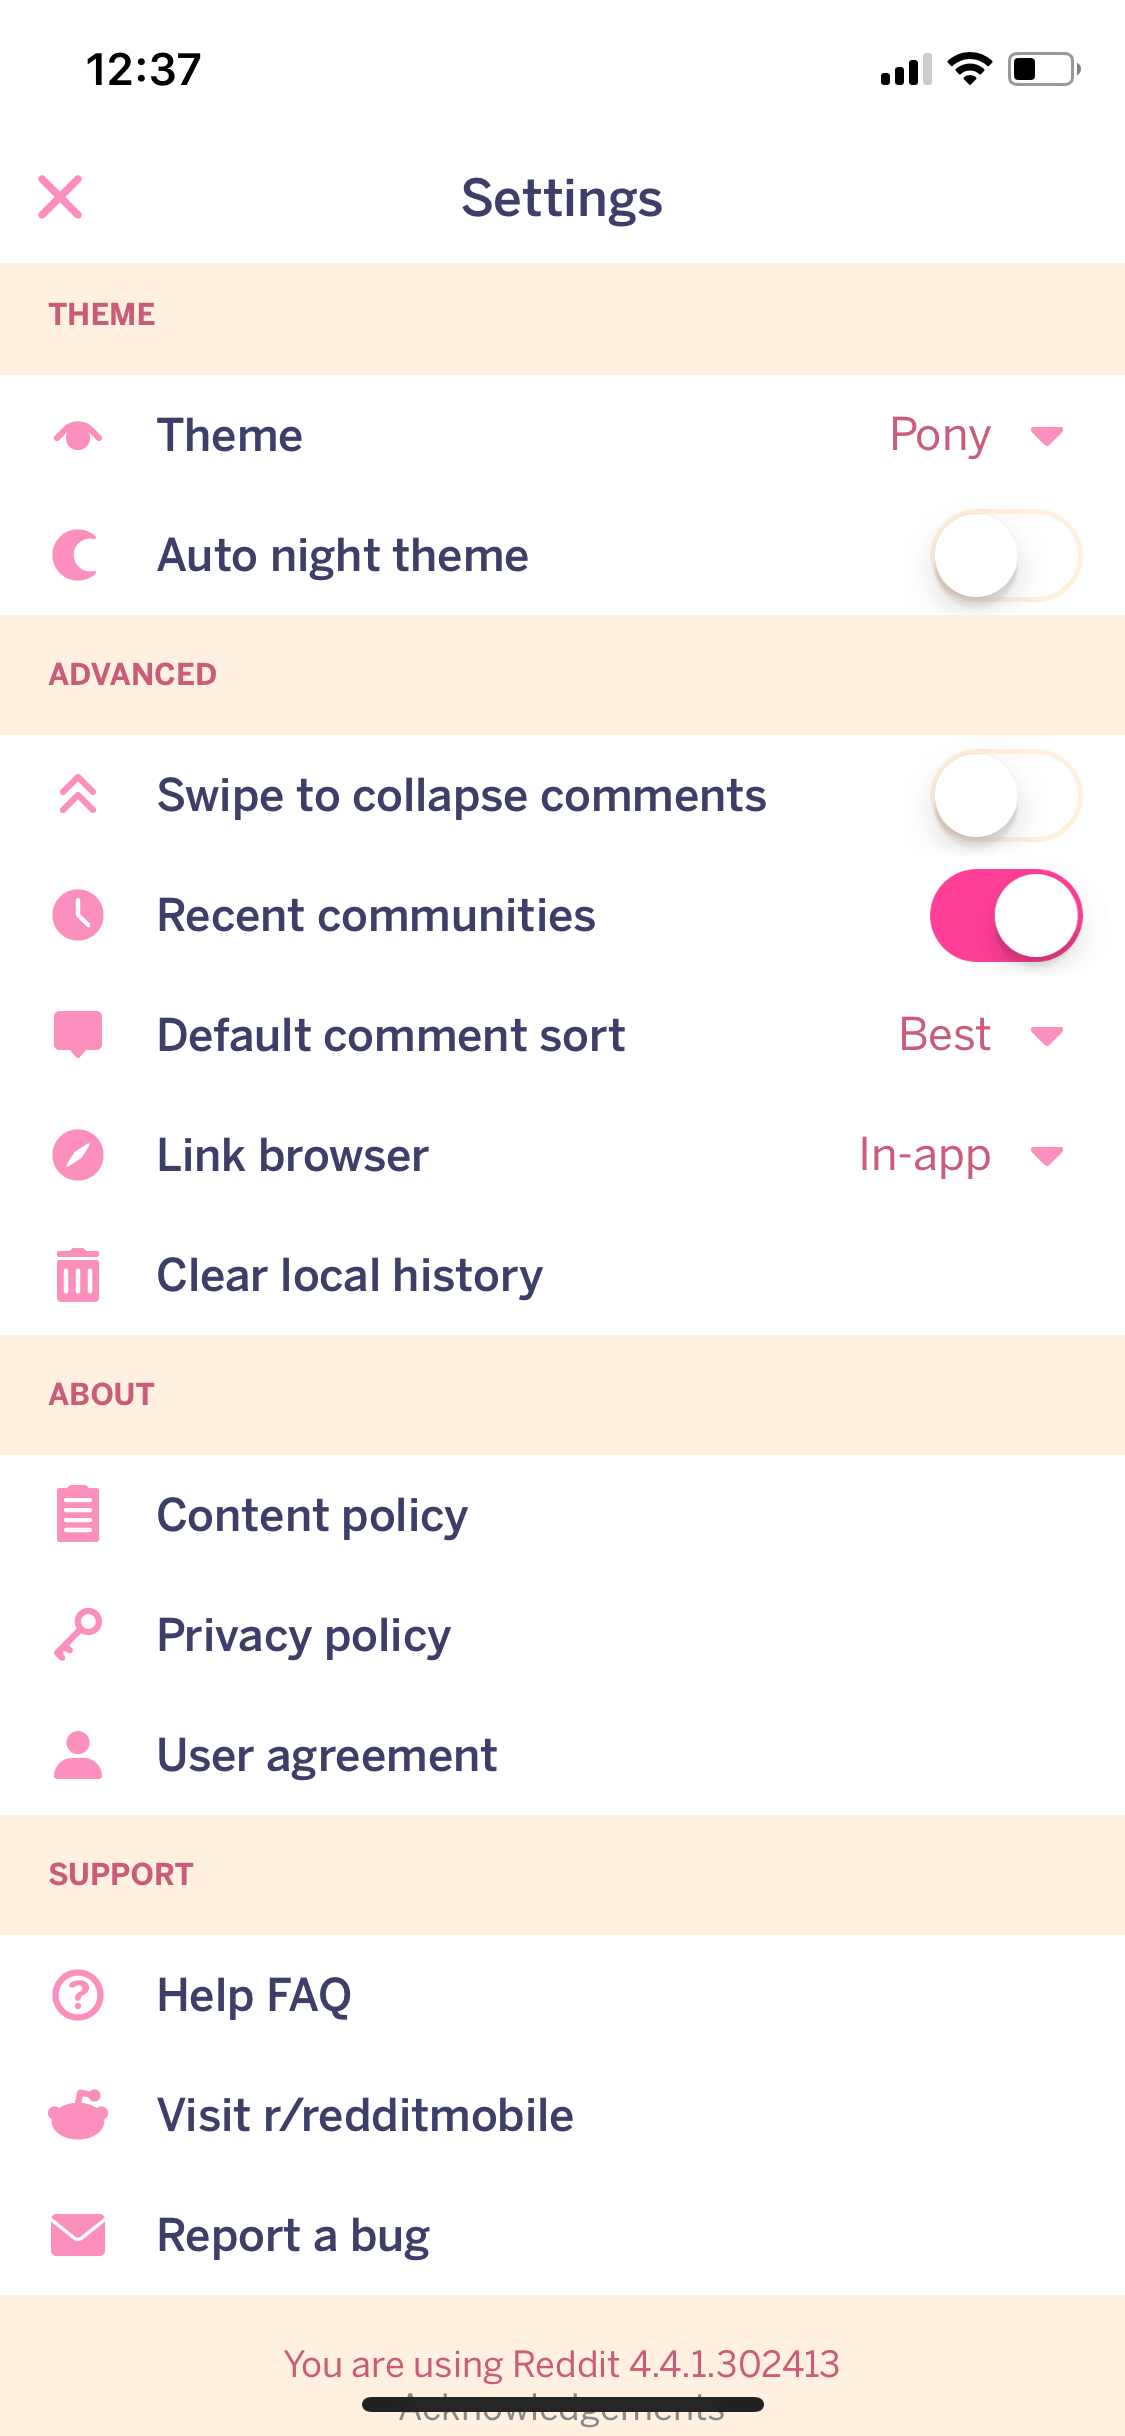 12:37
Settings
THEME
Theme Pony
Auto night theme
ADVANCED
Swipe to collapse comments
Recent communities
Default comment sort Best
Link browser In-app
Clear local history
ABOUT
Content policy
Privacy policy
User agreement
SUPPORT
Help FAQ
Visit r/redditmobile
Report a bug
You are using Reddit 4.4.1.302413
Acknowledgements